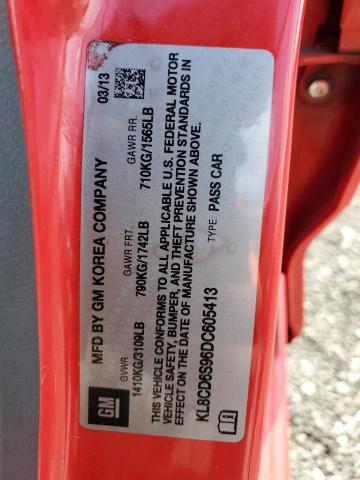 MFD BY GM KOREA COMPANY 03/13
GVWR GAWR FRT. GAWR RR.
1410KG/3109LB 790KG/1742LB 710KG/1565LB
THIS VEHICLE CONFORMS TO ALL APPLICABLE U.S. FEDERAL MOTOR
VEHICLE SAFETY, BUMPER, AND THEFT PREVENTION STANDARDS IN
EFFECT ON THE DATE OF MANUFACTURE SHOWN ABOVE.
KL8CD6S96DC605413 TYPE: PASS CAR
GM